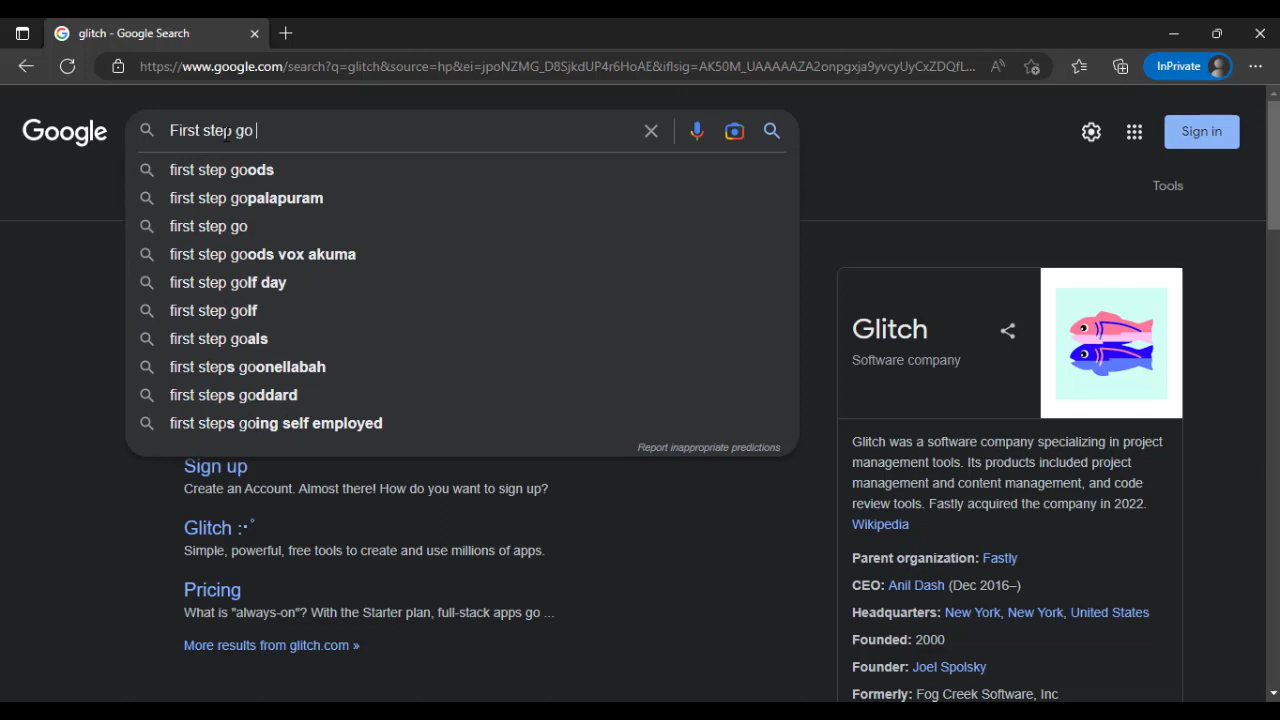 glitch - Google Search
https://www.google.com/search?q=glitch&source=hp&ei=jpoNZMG_D8SjkdUP4r6HoAE&iflsig=AK50M_UAAAAAZA2onpgxja9yvcyUyCxZDQfL...
InPrivate
Google
First step go
Sign in
first step goods
first step gopalapuram
first step go
first step goods vox akuma
first step golf day
first step golf
first step goals
first steps goonellabah
first steps goddard
first steps going self employed
Report inappropriate predictions
Tools
Sign up
Create an Account. Almost there! How do you want to sign up?
Glitch :·ﾟ
Simple, powerful, free tools to create and use millions of apps.
Pricing
What is "always-on"? With the Starter plan, full-stack apps go ...
More results from glitch.com »
Glitch
Software company
Glitch was a software company specializing in project
management tools. Its products included project
management and content management, and code
review tools. Fastly acquired the company in 2022.
Wikipedia
Parent organization: Fastly
CEO: Anil Dash (Dec 2016–)
Headquarters: New York, New York, United States
Founded: 2000
Founder: Joel Spolsky
Formerly: Fog Creek Software, Inc